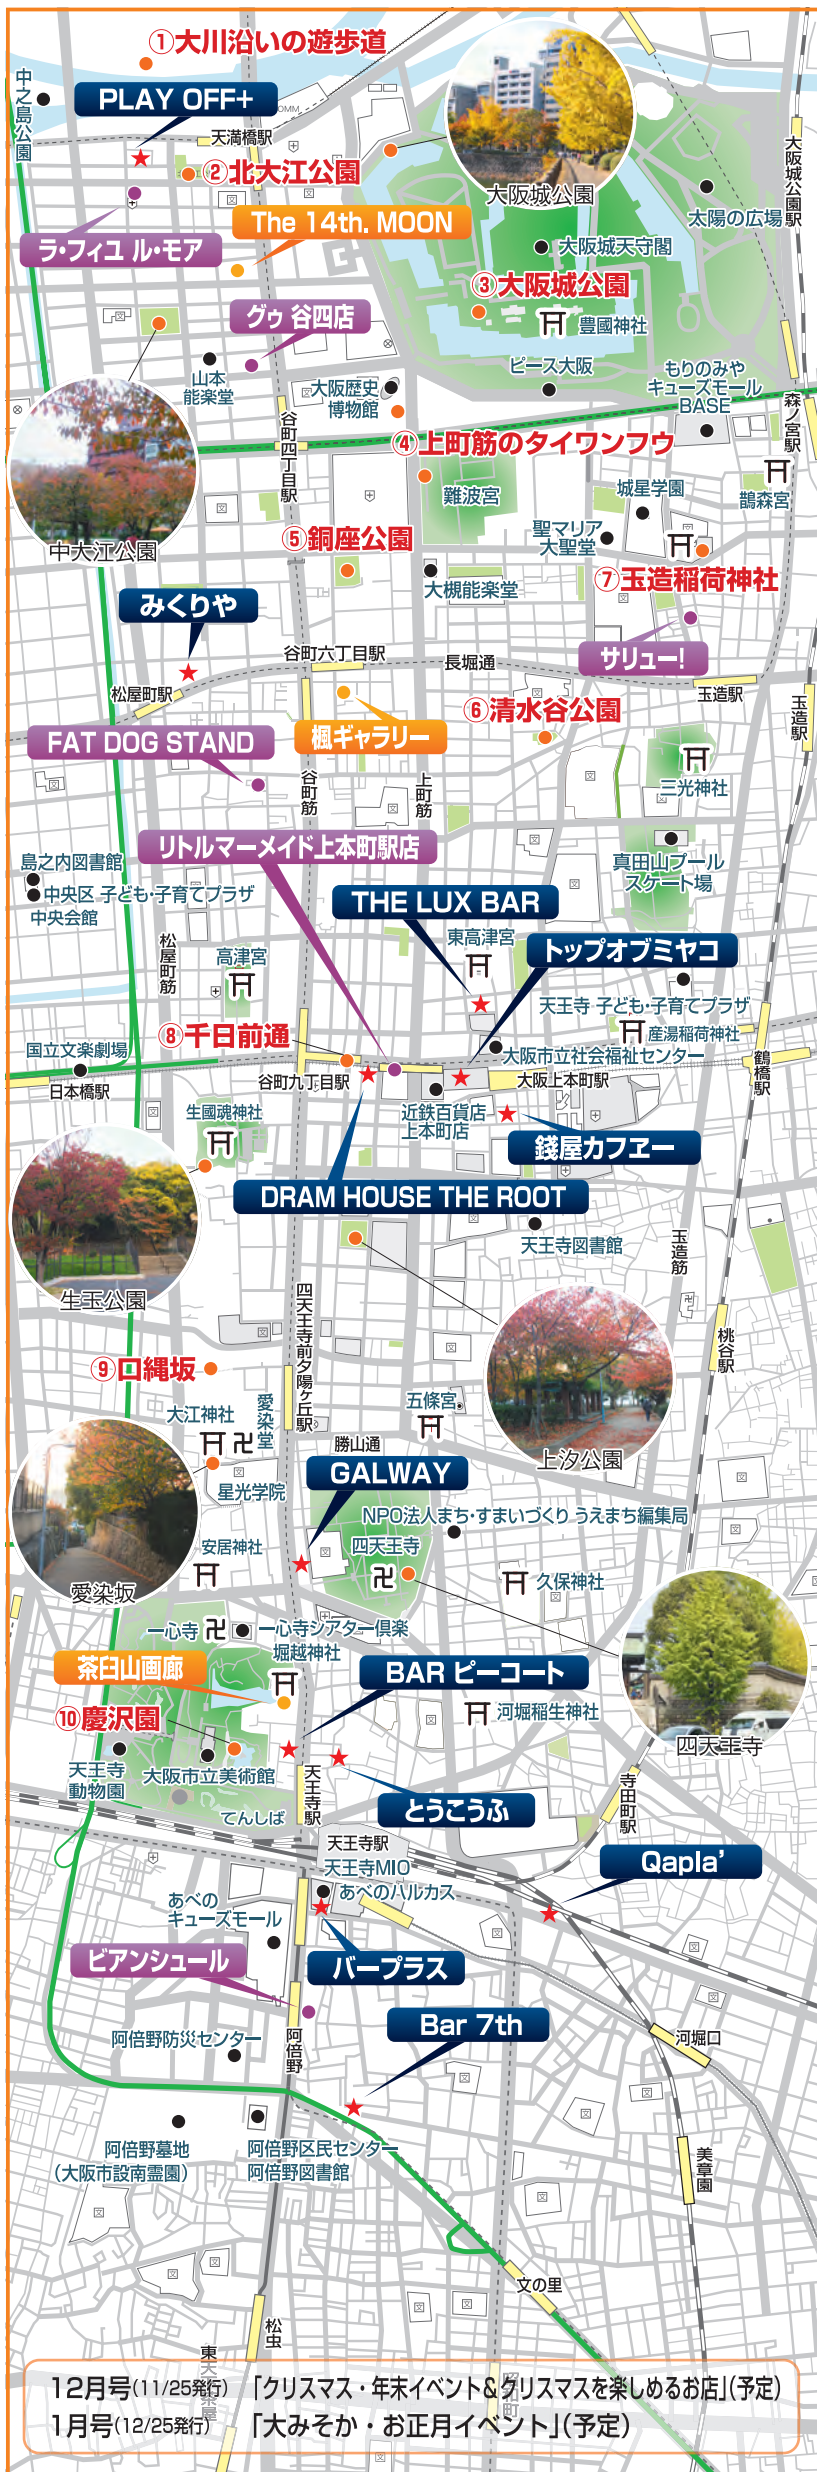 ①大川沿いの遊歩道
中之島公園
PLAY OFF+
OMM.
天満橋駅
②北大江公園
大阪城公園
大阪城公園駅
太陽の広場
ラ・フィユ ル・モア
The 14th. MOON
大阪城天守閣
③大阪城公園
グゥ 谷四店
豊國神社
山本
能楽堂
ピース大阪
大阪歴史
博物館
もりのみや
キューズモール
BASE
森ノ宮駅
谷町四丁目駅
④上町筋のタイワンフウ
難波宮
城星学園
鵲森宮
中大江公園
⑤銅座公園
聖マリア
大聖堂
大槻能楽堂
⑦玉造稲荷神社
みくりや
谷町六丁目駅
長堀通
サリュー!
松屋町駅
玉造駅
玉造駅
⑥清水谷公園
FAT DOG STAND
楓ギャラリー
谷町筋
上町筋
三光神社
リトルマーメイド上本町駅店
島之内図書館
中央区 子ども・子育てプラザ
中央会館
真田山プール
スケート場
THE LUX BAR
松屋町筋
高津宮
東高津宮
トップオブミヤコ
天王寺 子ども・子育てプラザ
産湯稲荷神社
⑧千日前通
国立文楽劇場
大阪市立社会福祉センター
日本橋駅
谷町九丁目駅
大阪上本町駅
鶴橋駅
生國魂神社
近鉄百貨店
上本町店
錢屋カフヱー
DRAM HOUSE THE ROOT
天王寺図書館
玉造筋
生玉公園
四天王寺前夕陽ヶ丘駅
桃谷駅
⑨口縄坂
大江神社
愛染堂
五條宮
上汐公園
勝山通
GALWAY
星光学院
NPO法人まち・すまいづくり うえまち編集局
安居神社
四天王寺
愛染坂
久保神社
一心寺
一心寺シアター倶楽
堀越神社
茶臼山画廊
BAR ピーコート
⑩慶沢園
河堀稲生神社
四天王寺
天王寺
動物園
大阪市立美術館
天王寺駅
とうこうふ
寺田町駅
てんしば
天王寺駅
天王寺MIO
あべのハルカス
Qapla’
あべの
キューズモール
ビアンシュール
バープラス
Bar 7th
阿倍野防災センター
阿倍野
河堀口
阿倍野墓地
(大阪市設南霊園)
阿倍野区民センター
阿倍野図書館
美章園
文の里
松虫
12月号(11/25発行) 「クリスマス・年末イベント&クリスマスを楽しめるお店」(予定)
1月号(12/25発行) 「大みそか・お正月イベント」(予定)